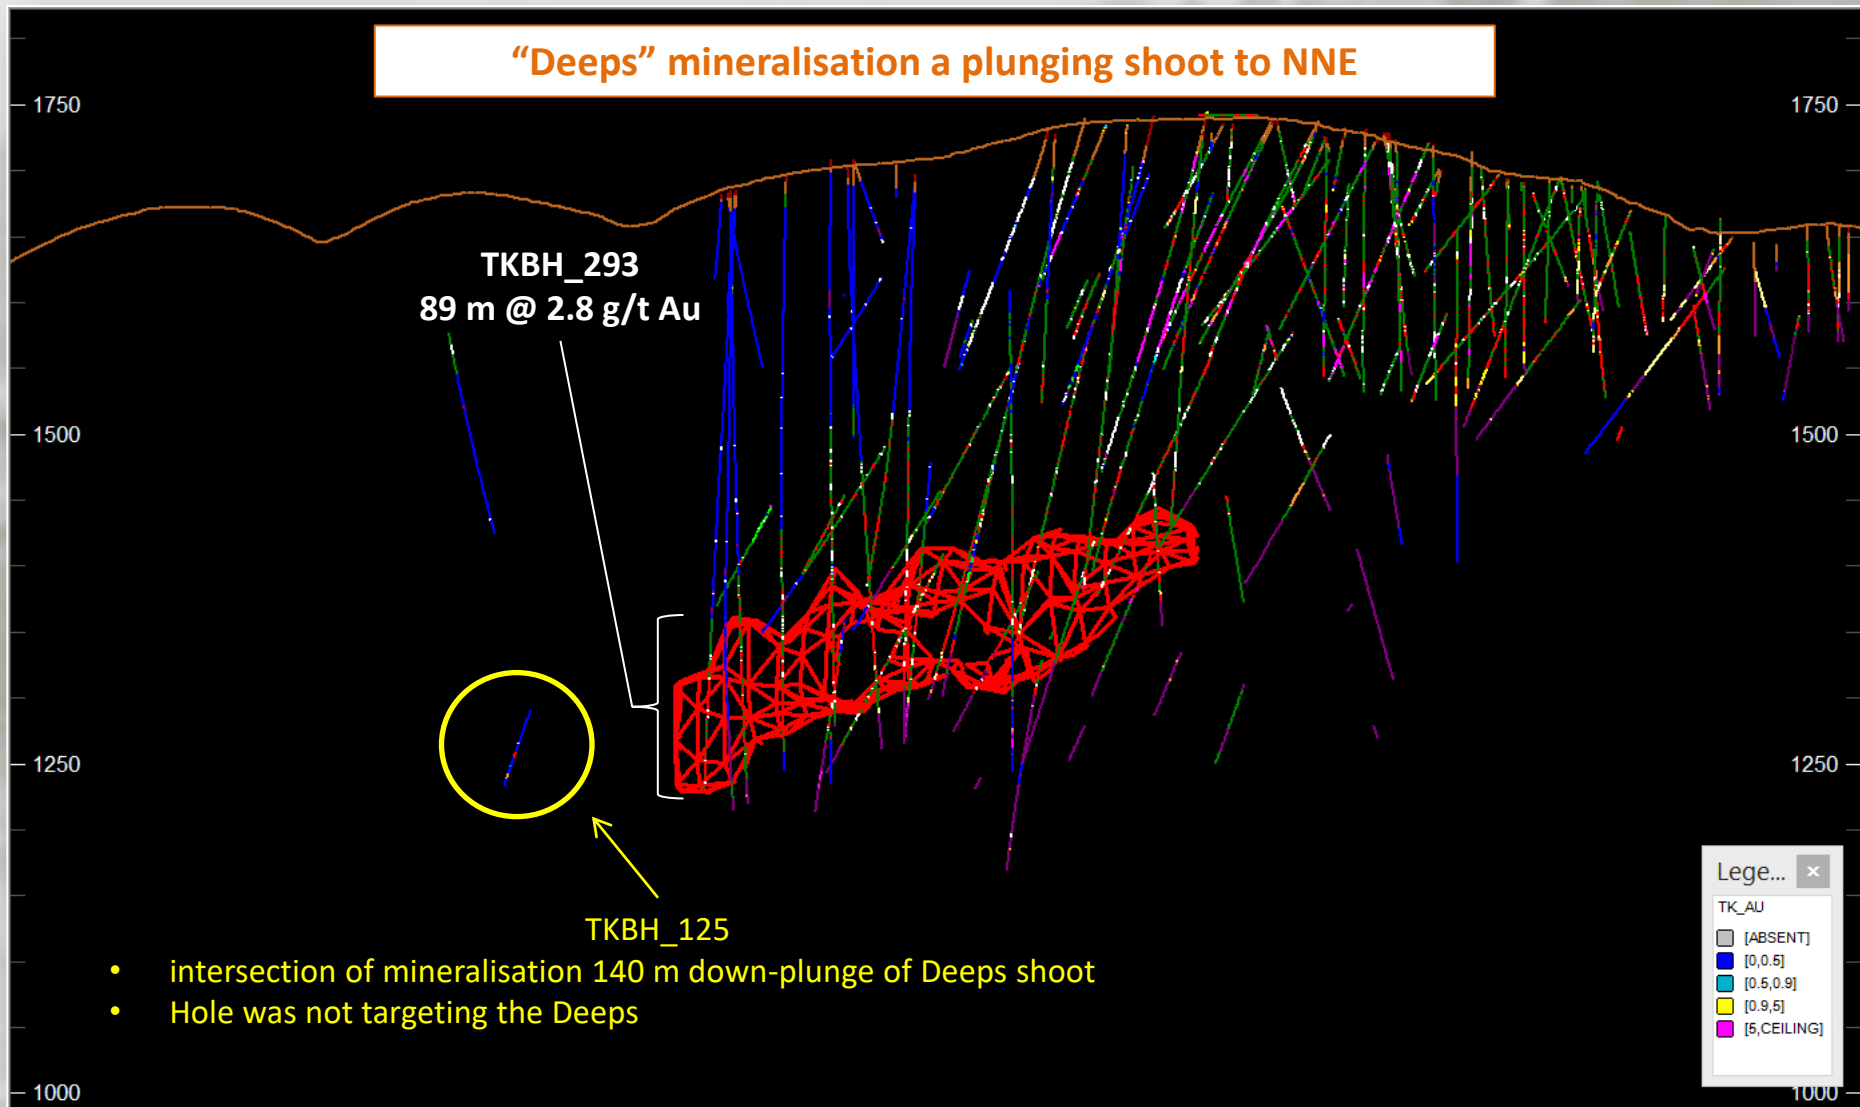 “Deeps” mineralisation a plunging shoot to NNE
1750
1750
TKBH_293
89 m @ 2.8 g/t Au
1500
1500
1250
1250
TKBH_125
• intersection of mineralisation 140 m down-plunge of Deeps shoot
• Hole was not targeting the Deeps
Lege... ×
TK_AU
[ABSENT]
[0,0.5]
[0.5,0.9]
[0.9,5]
[5,CEILING]
1000
1000